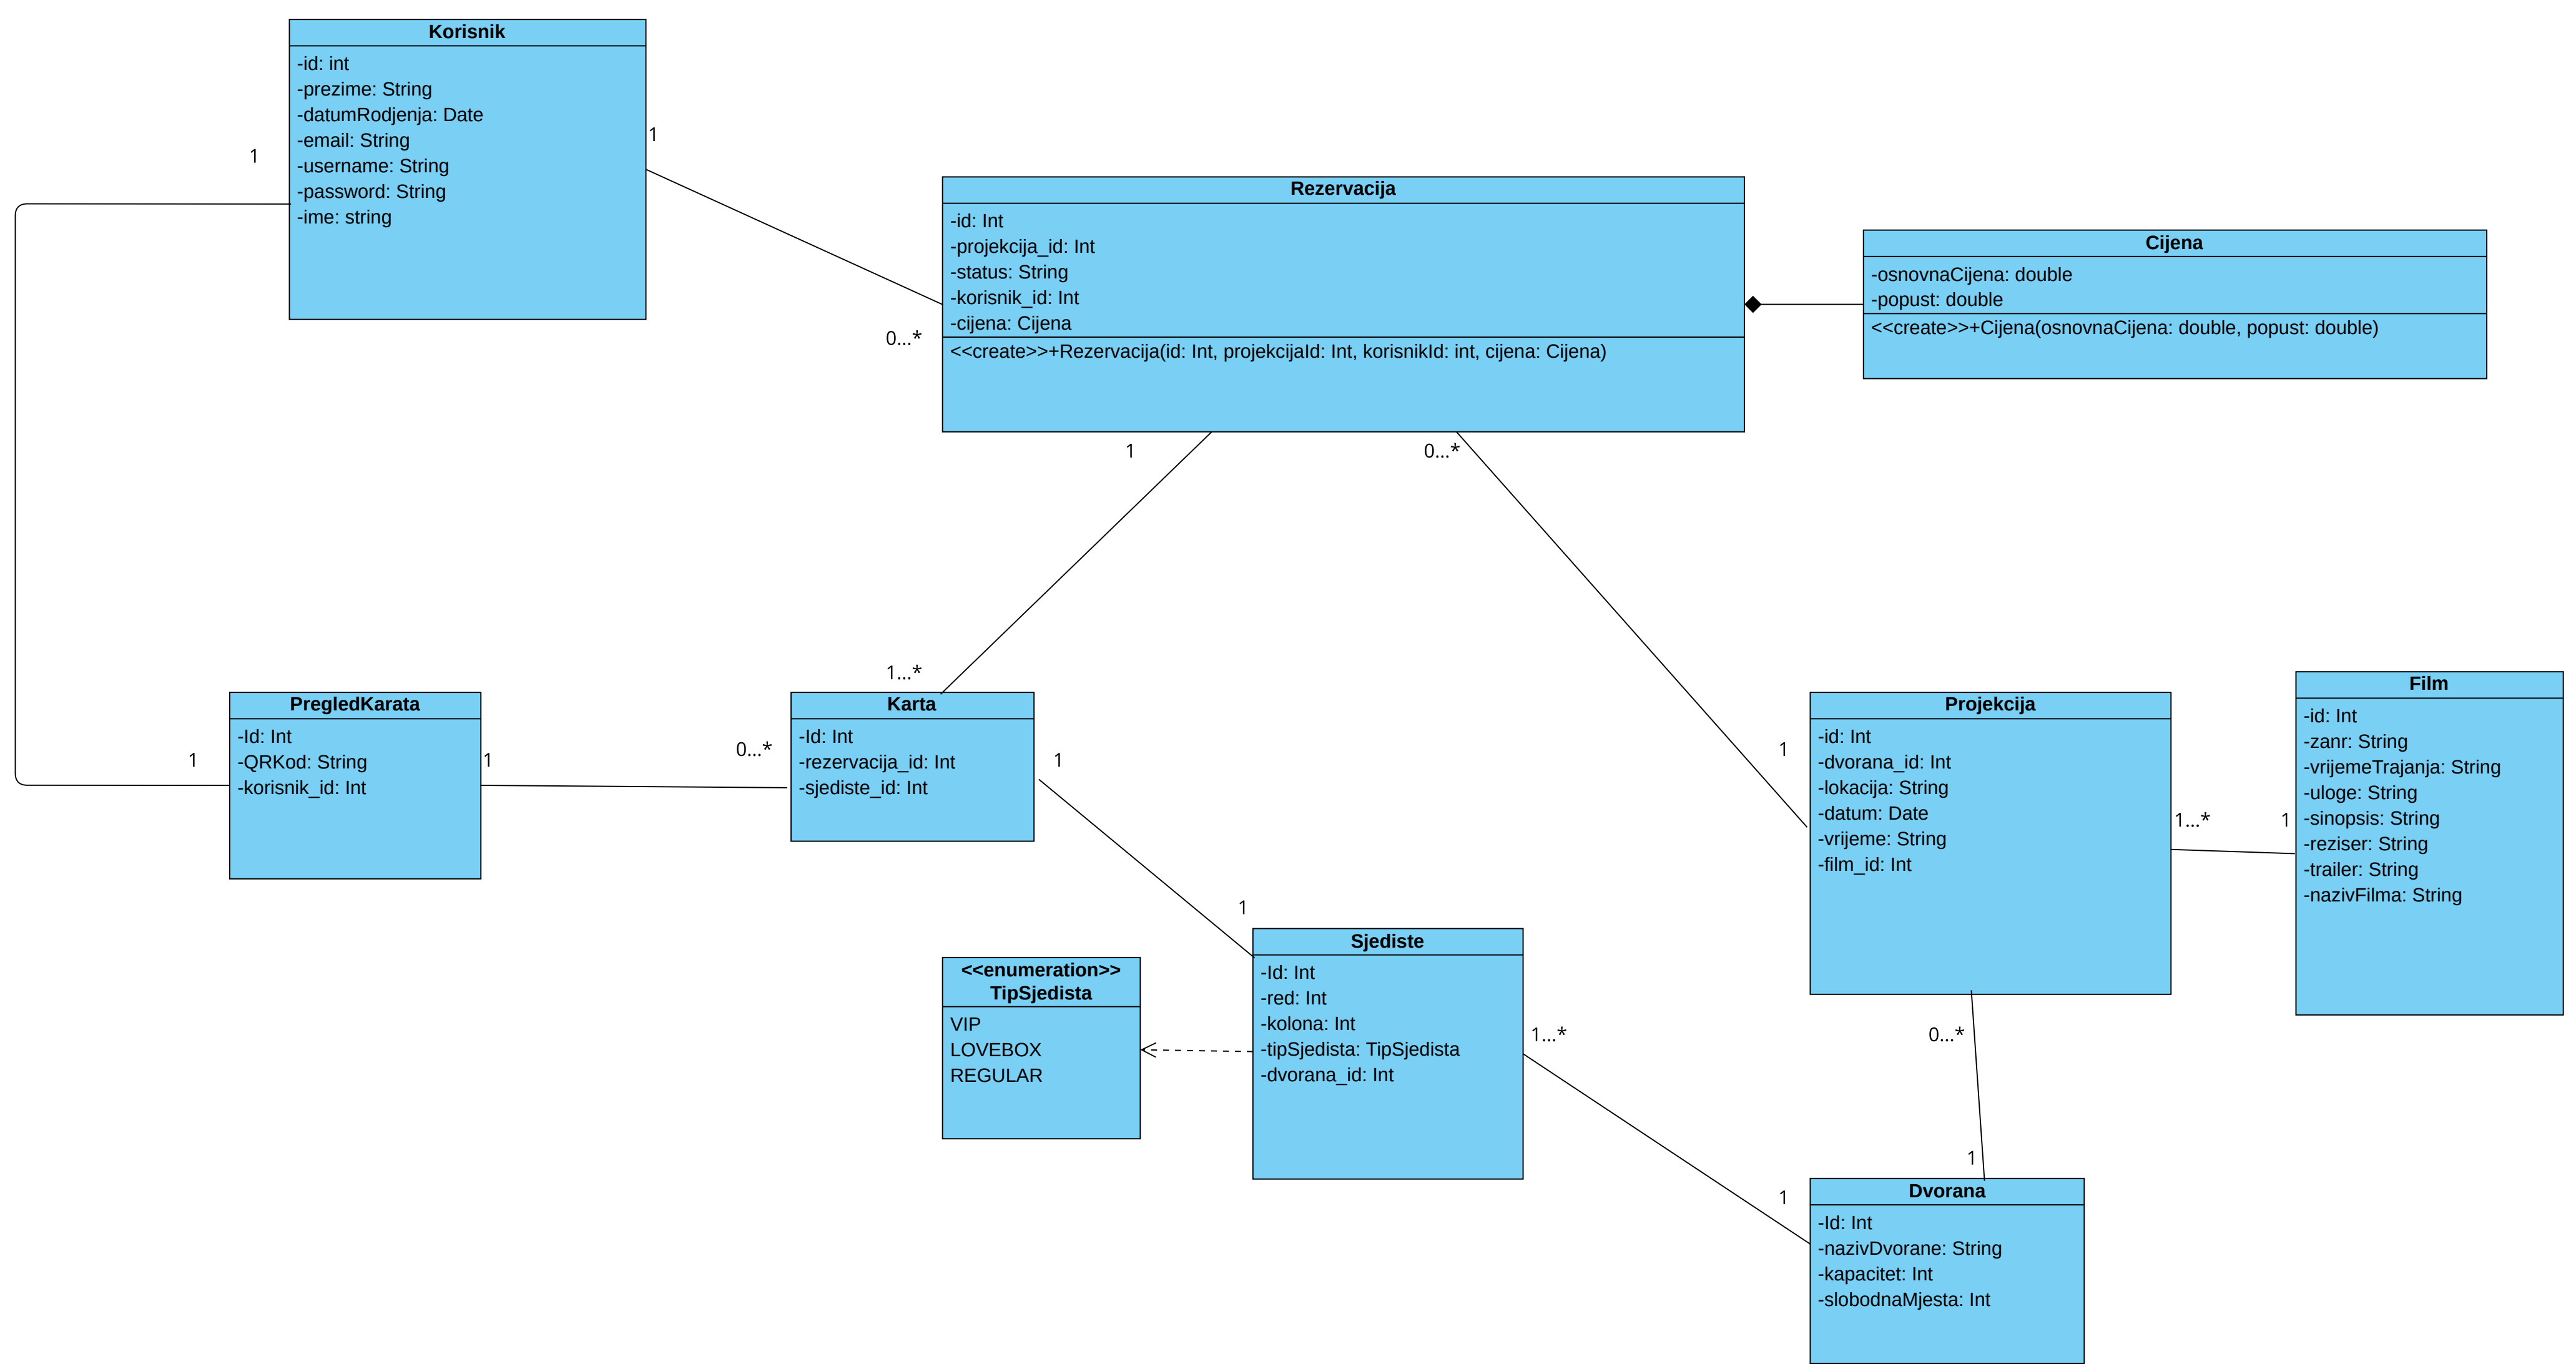 Korisnik
-id: int
-prezime: String
-datumRodjenja: Date
-email: String
-username: String
-password: String
-ime: string
1
1
0...*
Rezervacija
-id: Int
-projekcija_id: Int
-status: String
-korisnik_id: Int
-cijena: Cijena
<<create>>+Rezervacija(id: Int, projekcijaId: Int, korisnikId: int, cijena: Cijena)
Cijena
-osnovnaCijena: double
-popust: double
<<create>>+Cijena(osnovnaCijena: double, popust: double)
1
0...*
1...*
PregledKarata
-Id: Int
-QRKod: String
-korisnik_id: Int
1
1
0...*
Karta
-Id: Int
-rezervacija_id: Int
-sjediste_id: Int
1
1
1
Projekcija
-id: Int
-dvorana_id: Int
-lokacija: String
-datum: Date
-vrijeme: String
-film_id: Int
1...*
1
Film
-id: Int
-zanr: String
-vrijemeTrajanja: String
-uloge: String
-sinopsis: String
-reziser: String
-trailer: String
-nazivFilma: String
<<enumeration>>
TipSjedista
VIP
LOVEBOX
REGULAR
Sjediste
-Id: Int
-red: Int
-kolona: Int
-tipSjedista: TipSjedista
-dvorana_id: Int
1...*
1
0...*
1
Dvorana
-Id: Int
-nazivDvorane: String
-kapacitet: Int
-slobodnaMjesta: Int